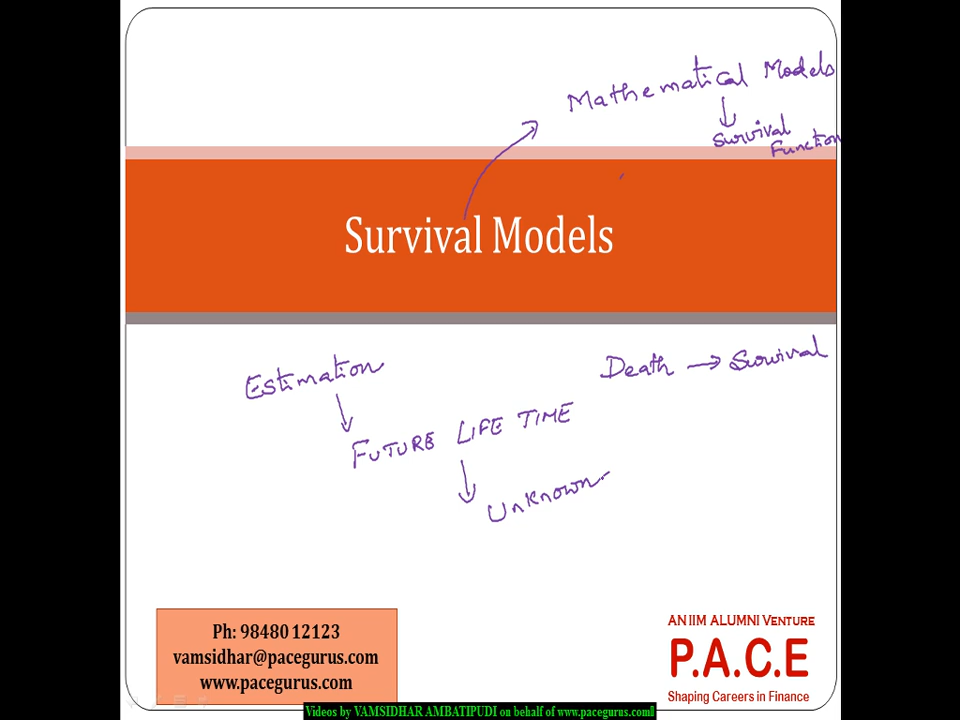 Mathematical Models
Survival
Function
Survival Models
Estimation
Death → Survival
FUTURE LIFE TIME
Unknown
Ph: 98480 12123
vamsidhar@pacegurus.com
www.pacegurus.com
AN IIM ALUMNI VENTURE
P.A.C.E
Shaping Careers in Finance
Videos by VAMSIDHAR AMBATIPUDI on behalf of www.pacegurus.com